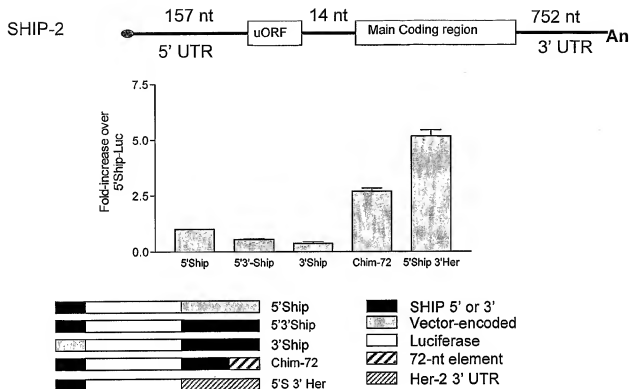 157 nt
14 nt
752 nt
SHIP-2
uORF
Main Coding region
An
5' UTR
3' UTR
Fold-increase over
5'Ship-Luc
7.5
5.0
2.5
0.0
5'Ship
5'3'-Ship
3'Ship
Chim-72
5'Ship 3'Her
5'Ship
5'3'Ship
3'Ship
Chim-72
5'S 3' Her
SHIP 5' or 3'
Vector-encoded
Luciferase
72-nt element
Her-2 3' UTR